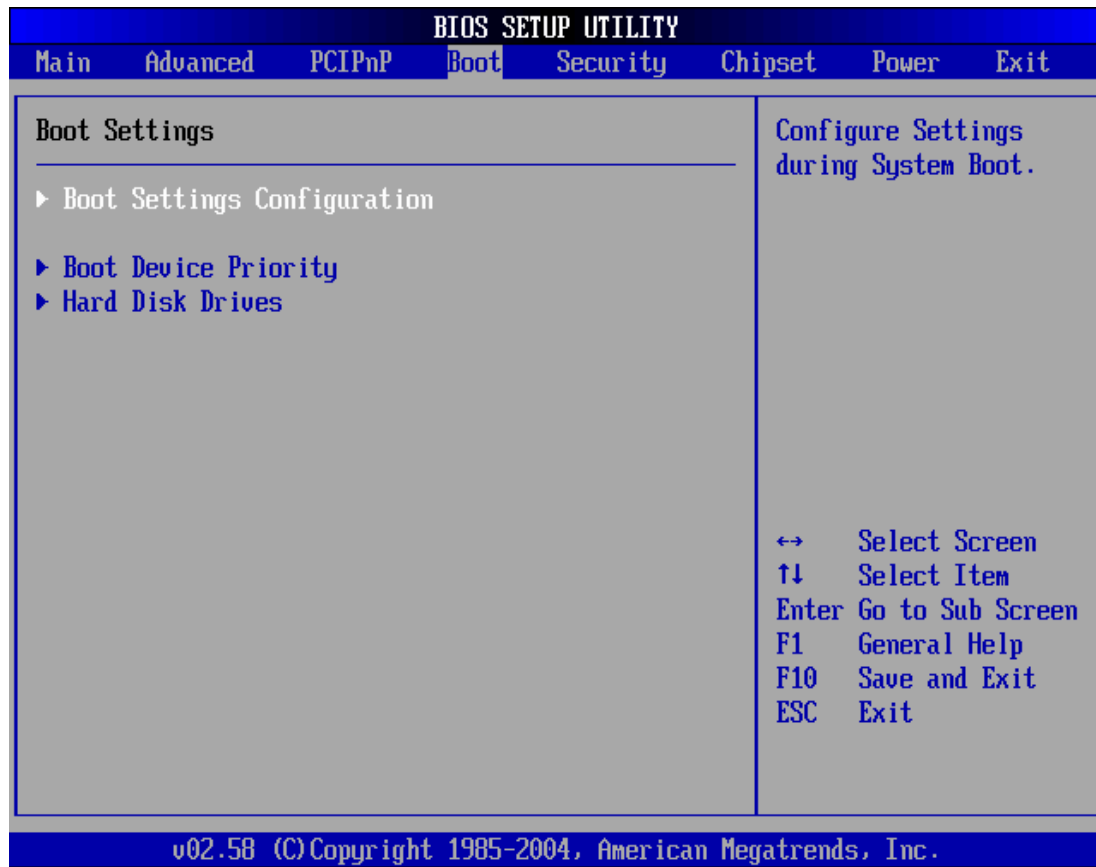 BIOS SETUP UTILITY
Main Advanced PCIPnP Boot Security Chipset Power Exit
Boot Settings
Boot Settings Configuration
Boot Device Priority
Hard Disk Drives
Configure Settings
during System Boot.
←→ Select Screen
↑↓ Select Item
Enter Go to Sub Screen
F1 General Help
F10 Save and Exit
ESC Exit
v02.58 (C)Copyright 1985-2004, American Megatrends, Inc.